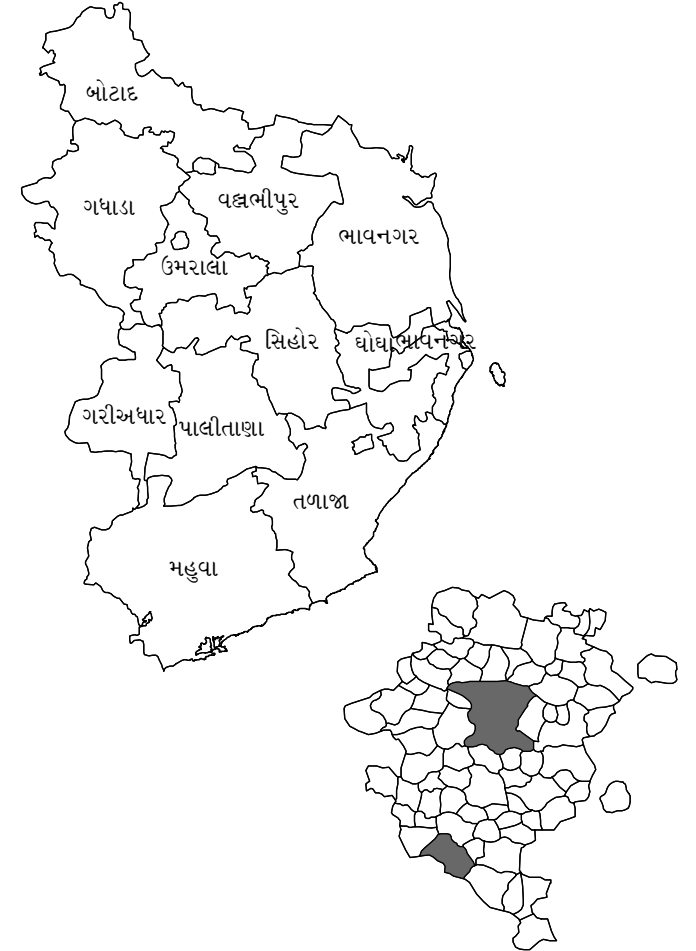 બોટાદ
ગધાડા
વલ્લભીપુર
ભાવનગર
ઉમરાલા
સિહોર
ઘોઘા
ભાવનગર
ગરીઅધાર
પાલીતાણા
તળાજા
મહુવા